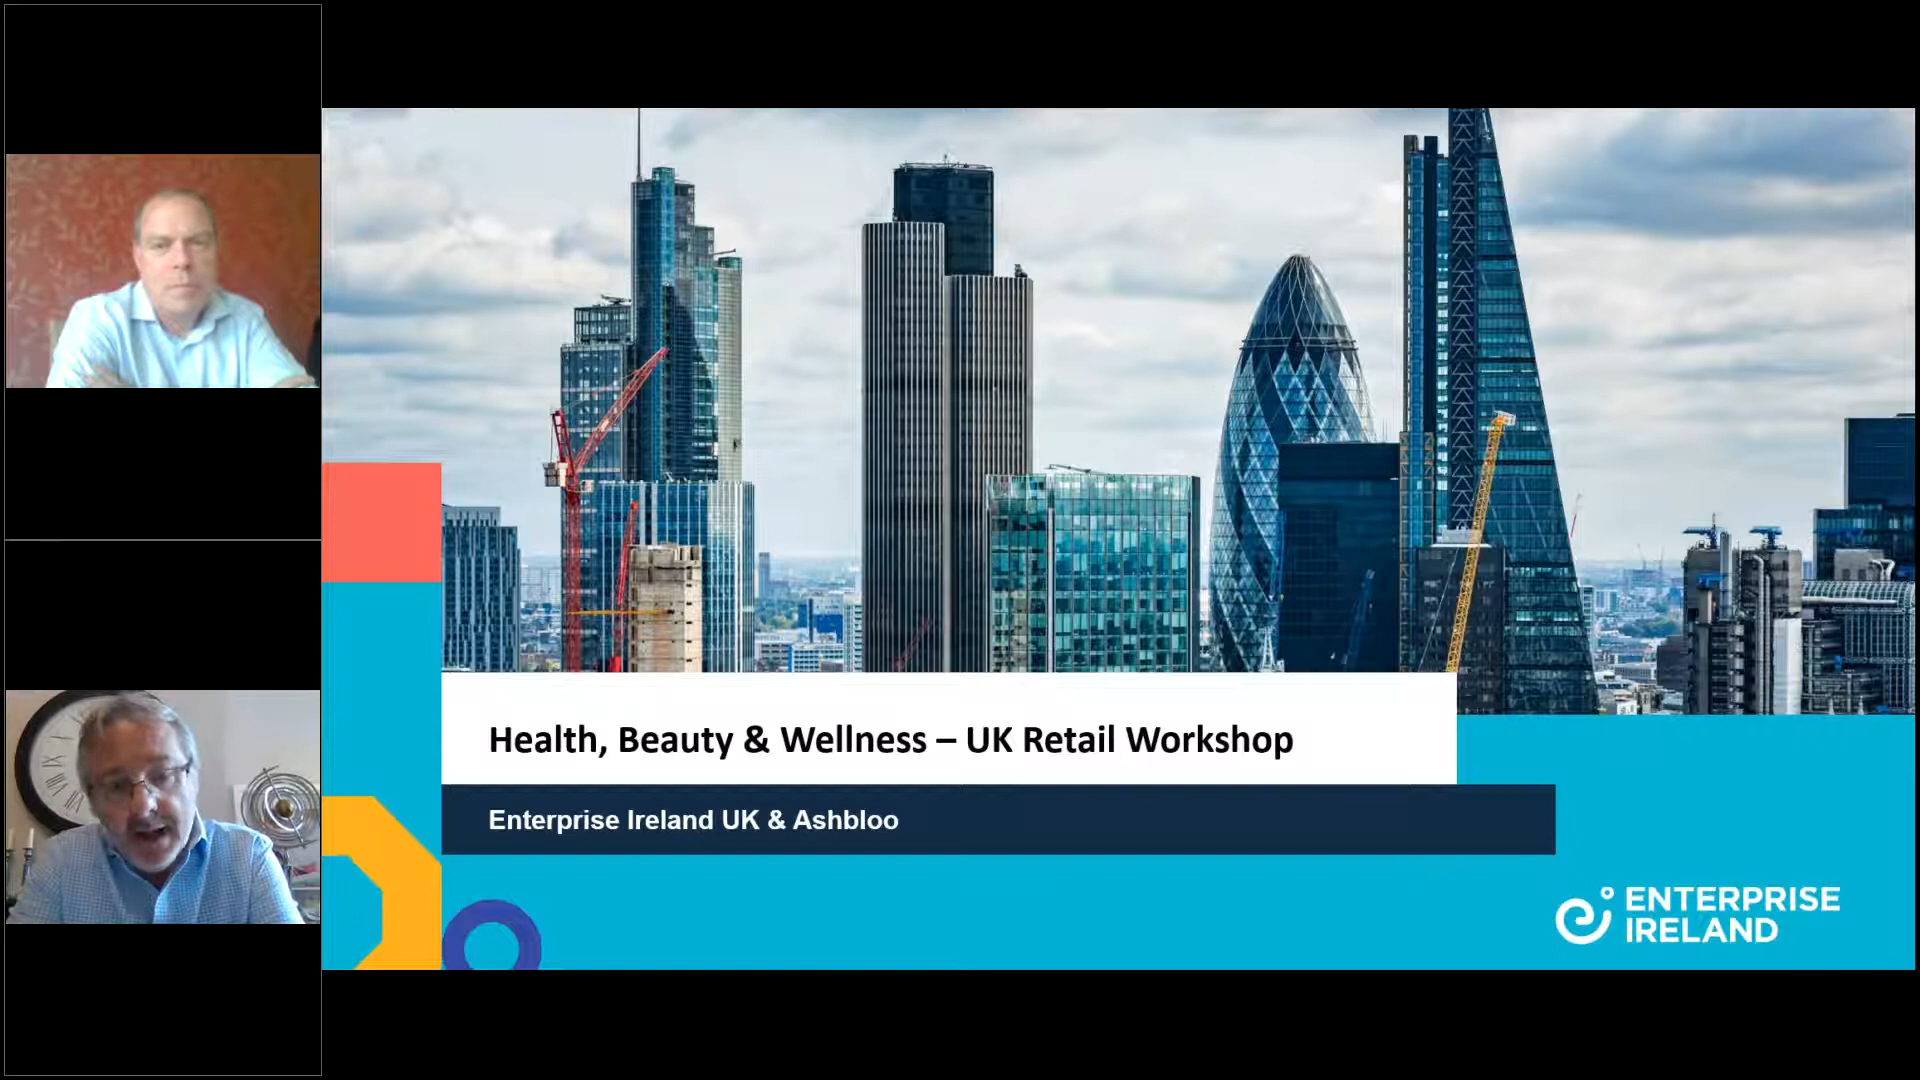 Health, Beauty & Wellness – UK Retail Workshop
Enterprise Ireland UK & Ashbloo
ENTERPRISE
IRELAND